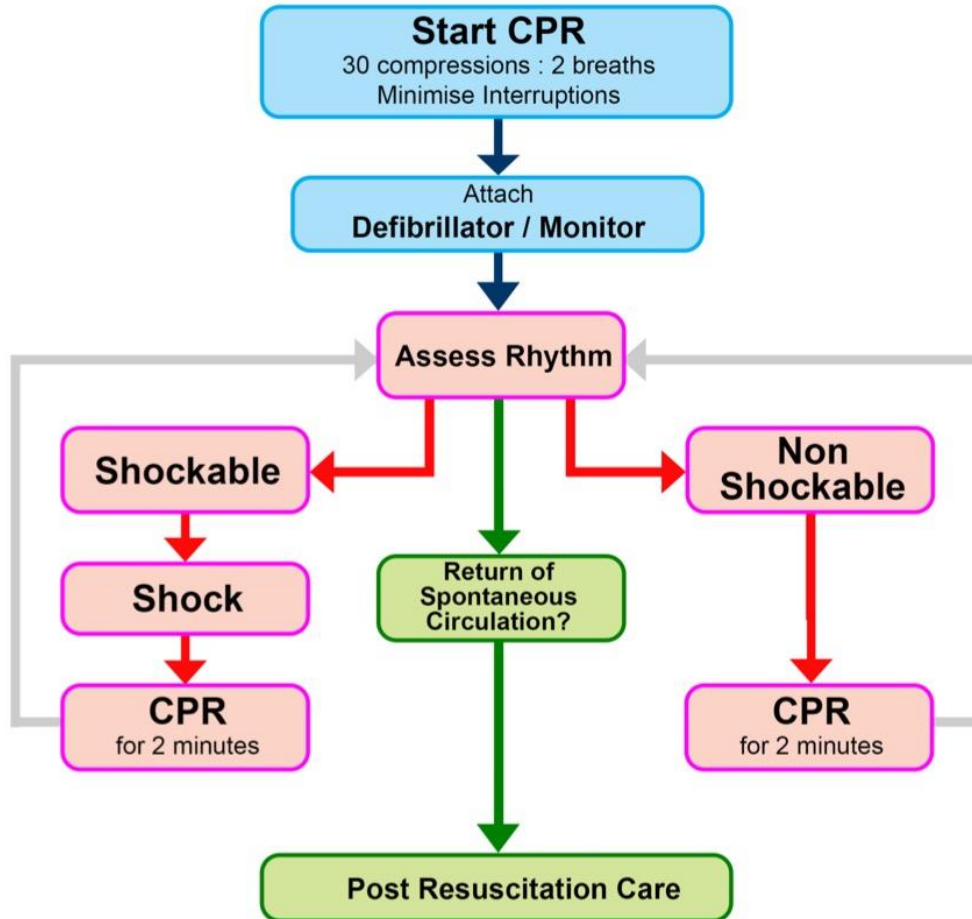 Start CPR
30 compressions : 2 breaths
Minimise Interruptions
Attach
Defibrillator / Monitor
Assess Rhythm
Shockable
Non
Shockable
Shock
Return of
Spontaneous
Circulation?
CPR
for 2 minutes
CPR
for 2 minutes
Post Resuscitation Care